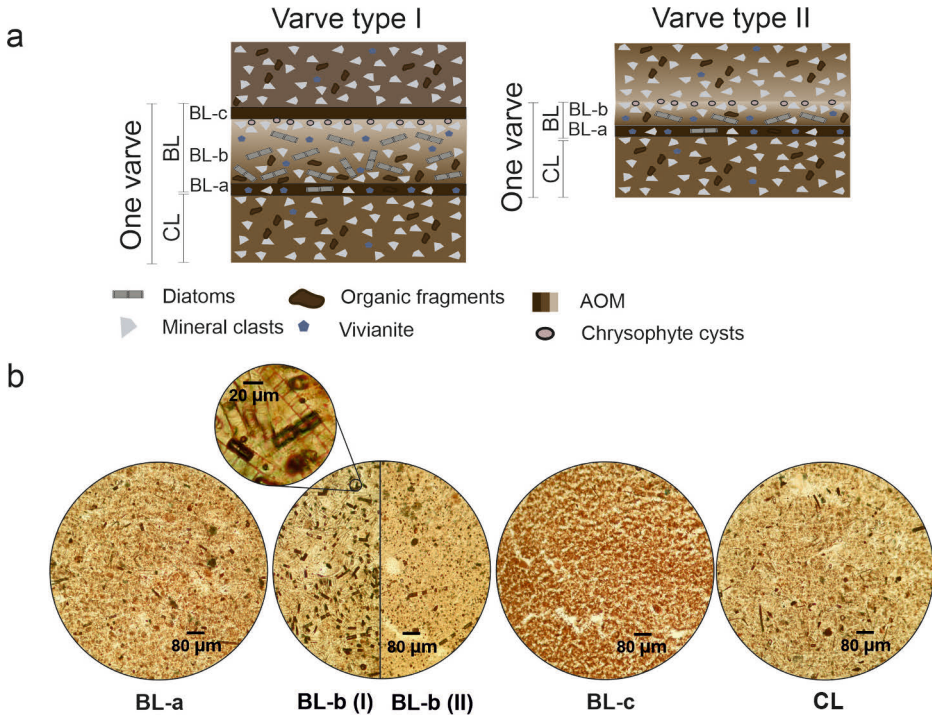 a
Varve type I
Varve type II
One varve
BL
CL
BL-c
BL-b
BL-a
One varve
BL
CL
BL-b
BL-a
Diatoms
Organic fragments
AOM
Mineral clasts
Vivianite
Chrysophyte cysts
b
20 µm
80 µm
80 µm
80 µm
80 µm
BL-a
BL-b (I)
BL-b (II)
BL-c
CL